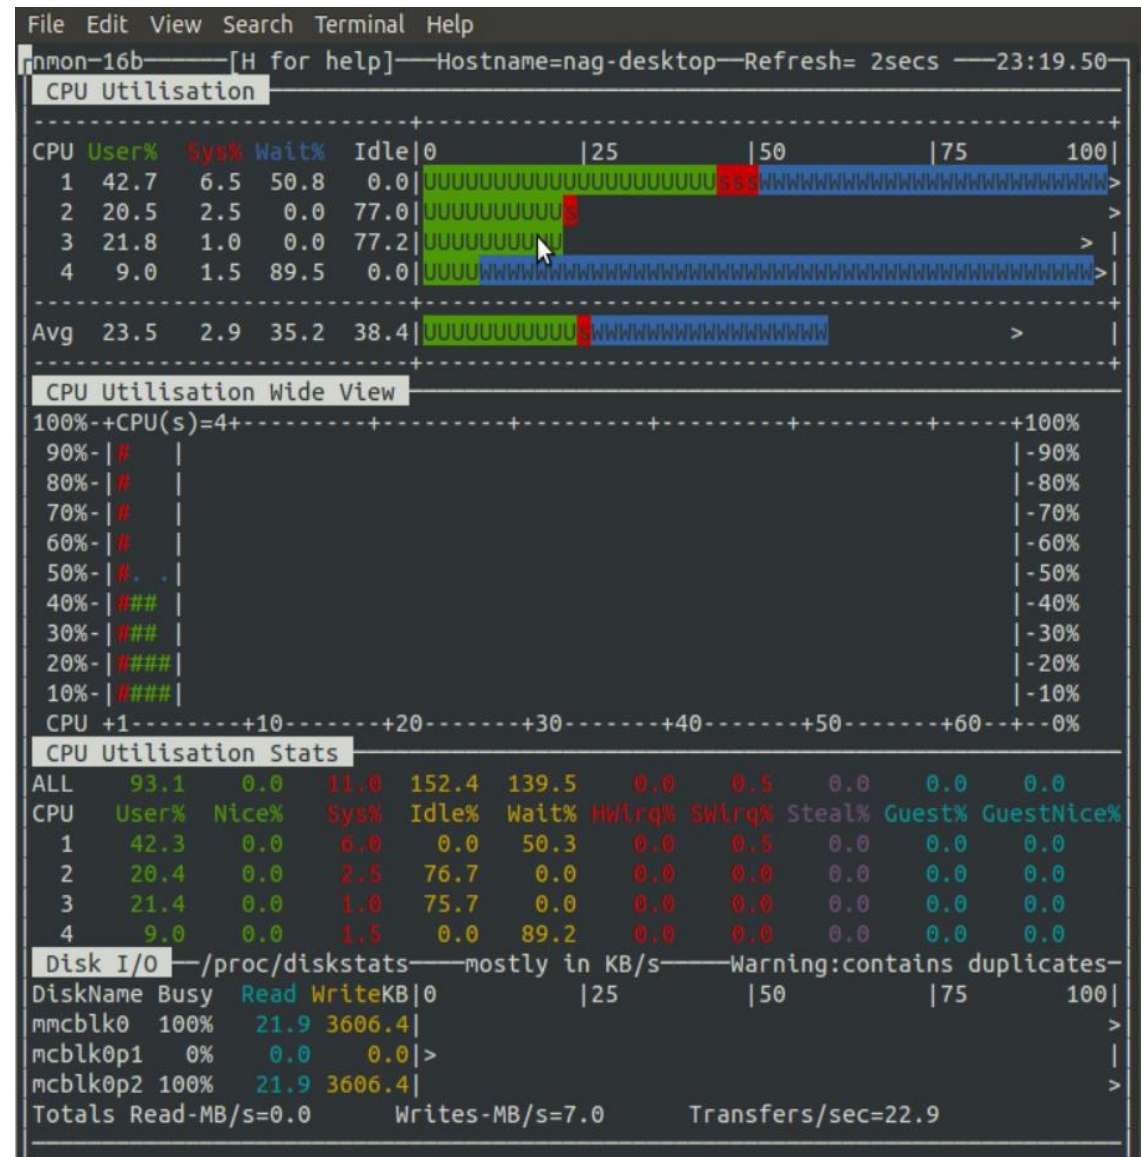 File Edit View Search Terminal Help
nmon─16b──────[H for help]───Hostname=nag-desktop──Refresh= 2secs ───23:19.50─
CPU Utilisation
---------------------------+-------------------------------------------------+
CPU User% Sys% Wait% Idle|0 |25 |50 |75 100|
1 42.7 6.5 50.8 0.0|UUUUUUUUUUUUUUUUUUUUUsssWWWWWWWWWWWWWWWWWWWWWWWWW>
2 20.5 2.5 0.0 77.0|UUUUUUUUUUs >
3 21.8 1.0 0.0 77.2|UUUUUUUUUU > |
4 9.0 1.5 89.5 0.0|UUUUWWWWWWWWWWWWWWWWWWWWWWWWWWWWWWWWWWWWWWWWWWWW>|
---------------------------+-------------------------------------------------+
Avg 23.5 2.9 35.2 38.4|UUUUUUUUUUUsWWWWWWWWWWWWWWWWW > |
---------------------------+-------------------------------------------------+
CPU Utilisation Wide View
100%-+CPU(s)=4+---------+---------+---------+---------+---------+-----+100%
90%-|# | |-90%
80%-|# | |-80%
70%-|# | |-70%
60%-|# | |-60%
50%-|#. .| |-50%
40%-|### | |-40%
30%-|### | |-30%
20%-|####| |-20%
10%-|####| |-10%
CPU +1--------+10-------+20-------+30-------+40-------+50-------+60--+--0%
CPU Utilisation Stats
ALL 93.1 0.0 11.0 152.4 139.5 0.0 0.5 0.0 0.0 0.0
CPU User% Nice% Sys% Idle% Wait% HWirq% SWirq% Steal% Guest% GuestNice%
1 42.3 0.0 6.0 0.0 50.3 0.0 0.5 0.0 0.0 0.0
2 20.4 0.0 2.5 76.7 0.0 0.0 0.0 0.0 0.0 0.0
3 21.4 0.0 1.0 75.7 0.0 0.0 0.0 0.0 0.0 0.0
4 9.0 0.0 1.5 0.0 89.2 0.0 0.0 0.0 0.0 0.0
Disk I/O ──/proc/diskstats────mostly in KB/s─────Warning:contains duplicates─
DiskName Busy Read WriteKB|0 |25 |50 |75 100|
mmcblk0 100% 21.9 3606.4| >
mcblk0p1 0% 0.0 0.0|> |
mcblk0p2 100% 21.9 3606.4| >
Totals Read-MB/s=0.0 Writes-MB/s=7.0 Transfers/sec=22.9